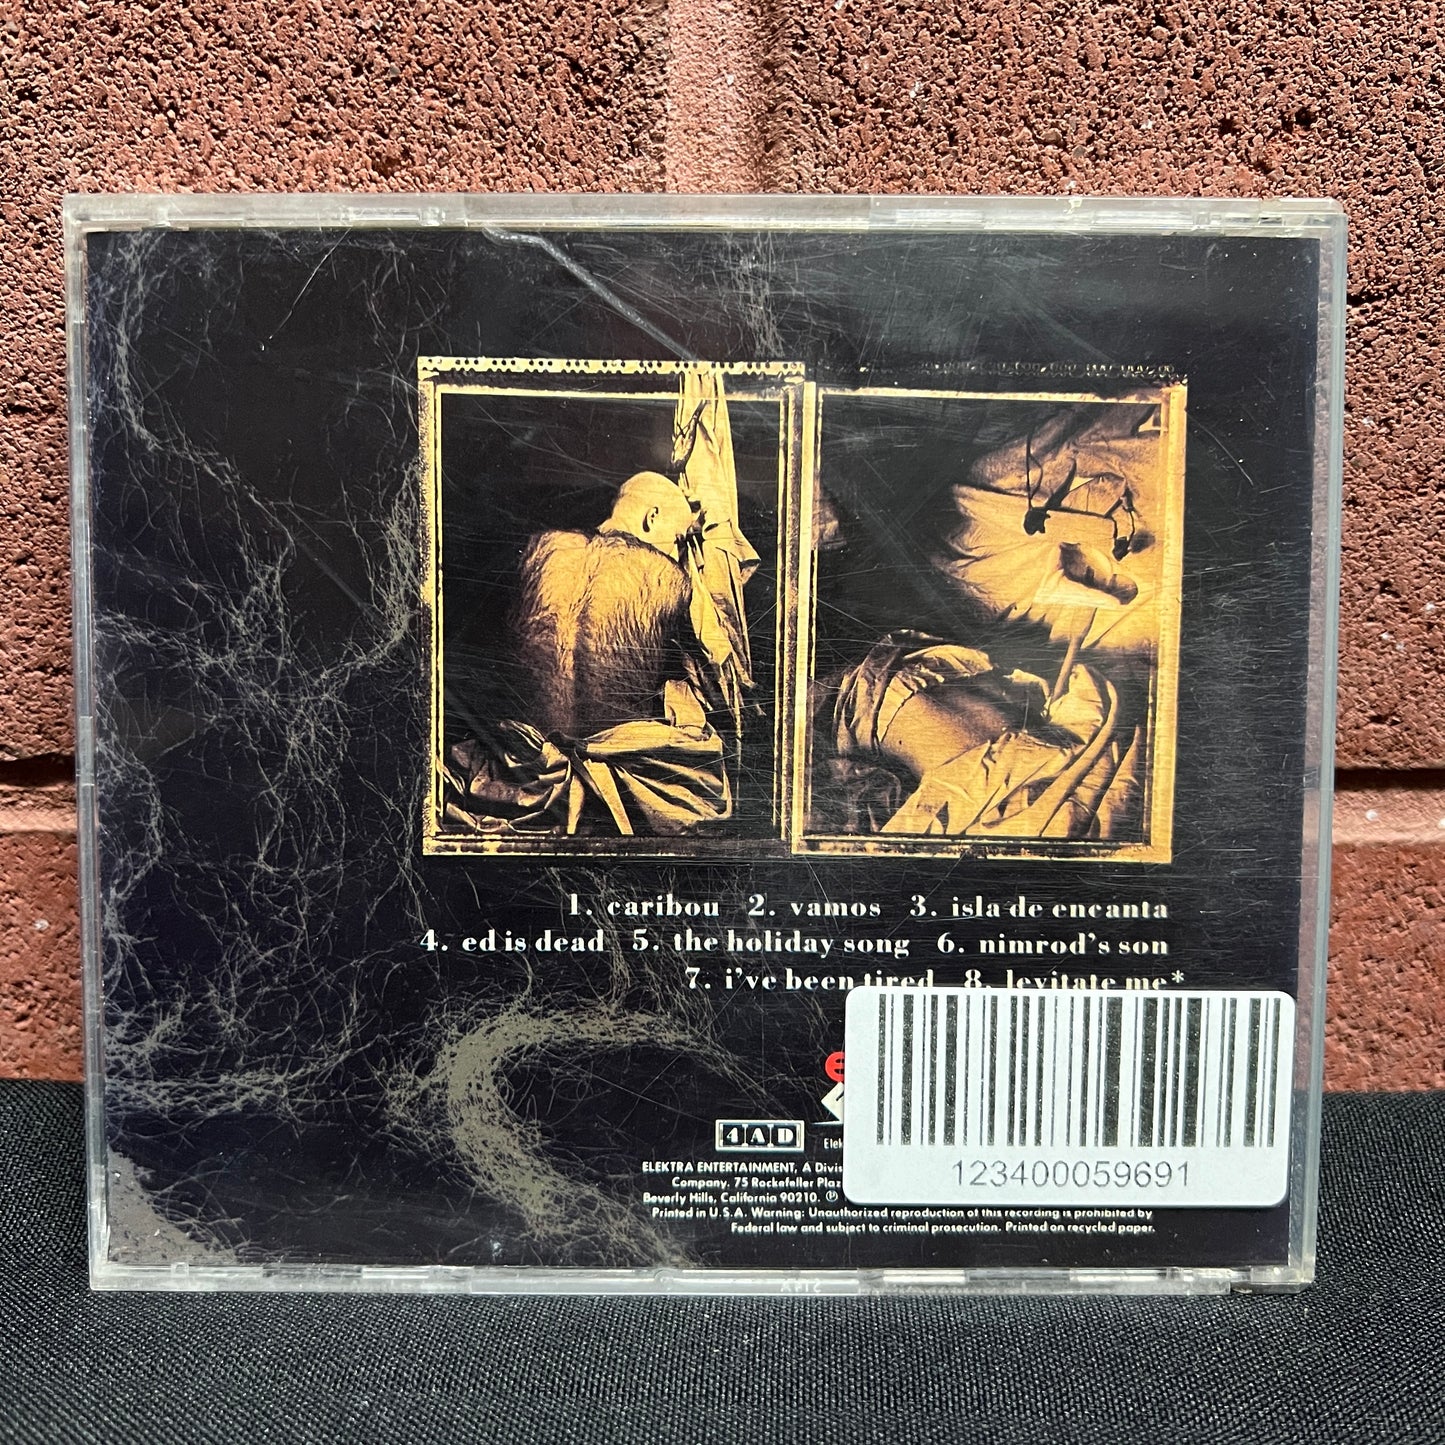 1. caribou 2. vamos 3. isla de encanta
4. ed is dead 5. the holiday song 6. nimrod's son
7. i've been tired 8. levitate me*
4AD
e
Elek
ELEKTRA ENTERTAINMENT, A Divis
Company. 75 Rockefeller Plaz
Beverly Hills, California 90210. ℗
Printed in U.S.A. Warning: Unauthorized reproduction of this recording is prohibited by
Federal law and subject to criminal prosecution. Printed on recycled paper.
123400059691